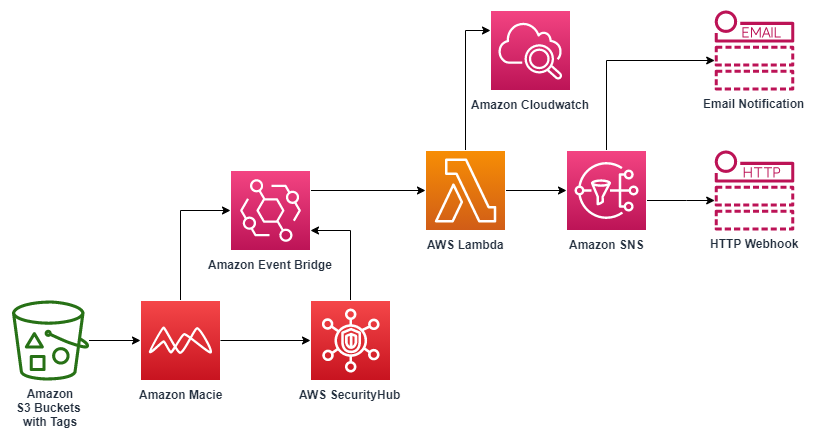 EMAIL
Amazon Cloudwatch
Email Notification
HTTP
AWS Lambda
Amazon SNS
HTTP Webhook
Amazon Event Bridge
Amazon
S3 Buckets
with Tags
Amazon Macie
AWS SecurityHub